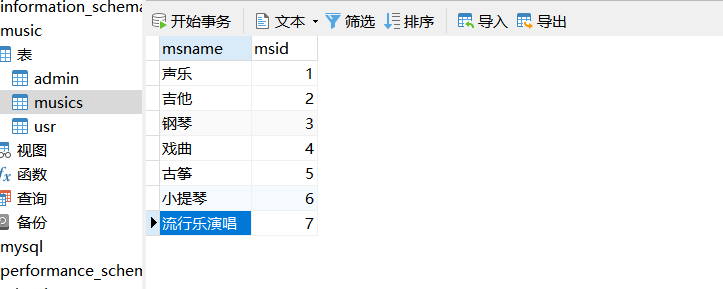 information_schema
music
表
admin
musics
usr
视图
fx 函数
查询
备份
mysql
performance_schem
开始事务 文本 筛选 排序 导入 导出
msname msid
声乐 1
吉他 2
钢琴 3
戏曲 4
古筝 5
小提琴 6
流行乐演唱 7